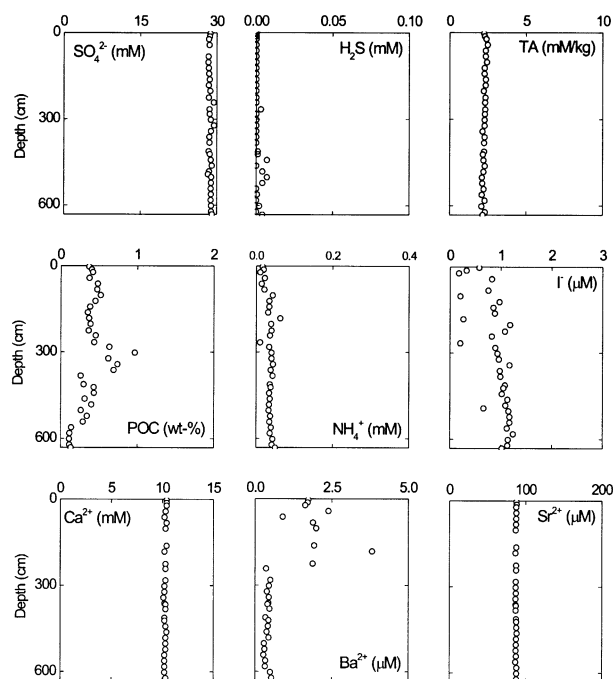 0 10 20 30 0.00 0.05 0.10 0 5 10
0
SO₄²⁻ (mM) H₂S (mM) TA (mM/kg)
300
Depth (cm)
600
0 1 2 0.0 0.2 0.4 0 1 2 3
0
I⁻ (μM)
300
Depth (cm)
POC (wt-%) NH₄⁺ (mM)
600
0 5 10 15 0.0 2.5 5.0 0 100 200
0
Ca²⁺ (mM) Sr²⁺ (μM)
300
Depth (cm)
Ba²⁺ (μM)
600